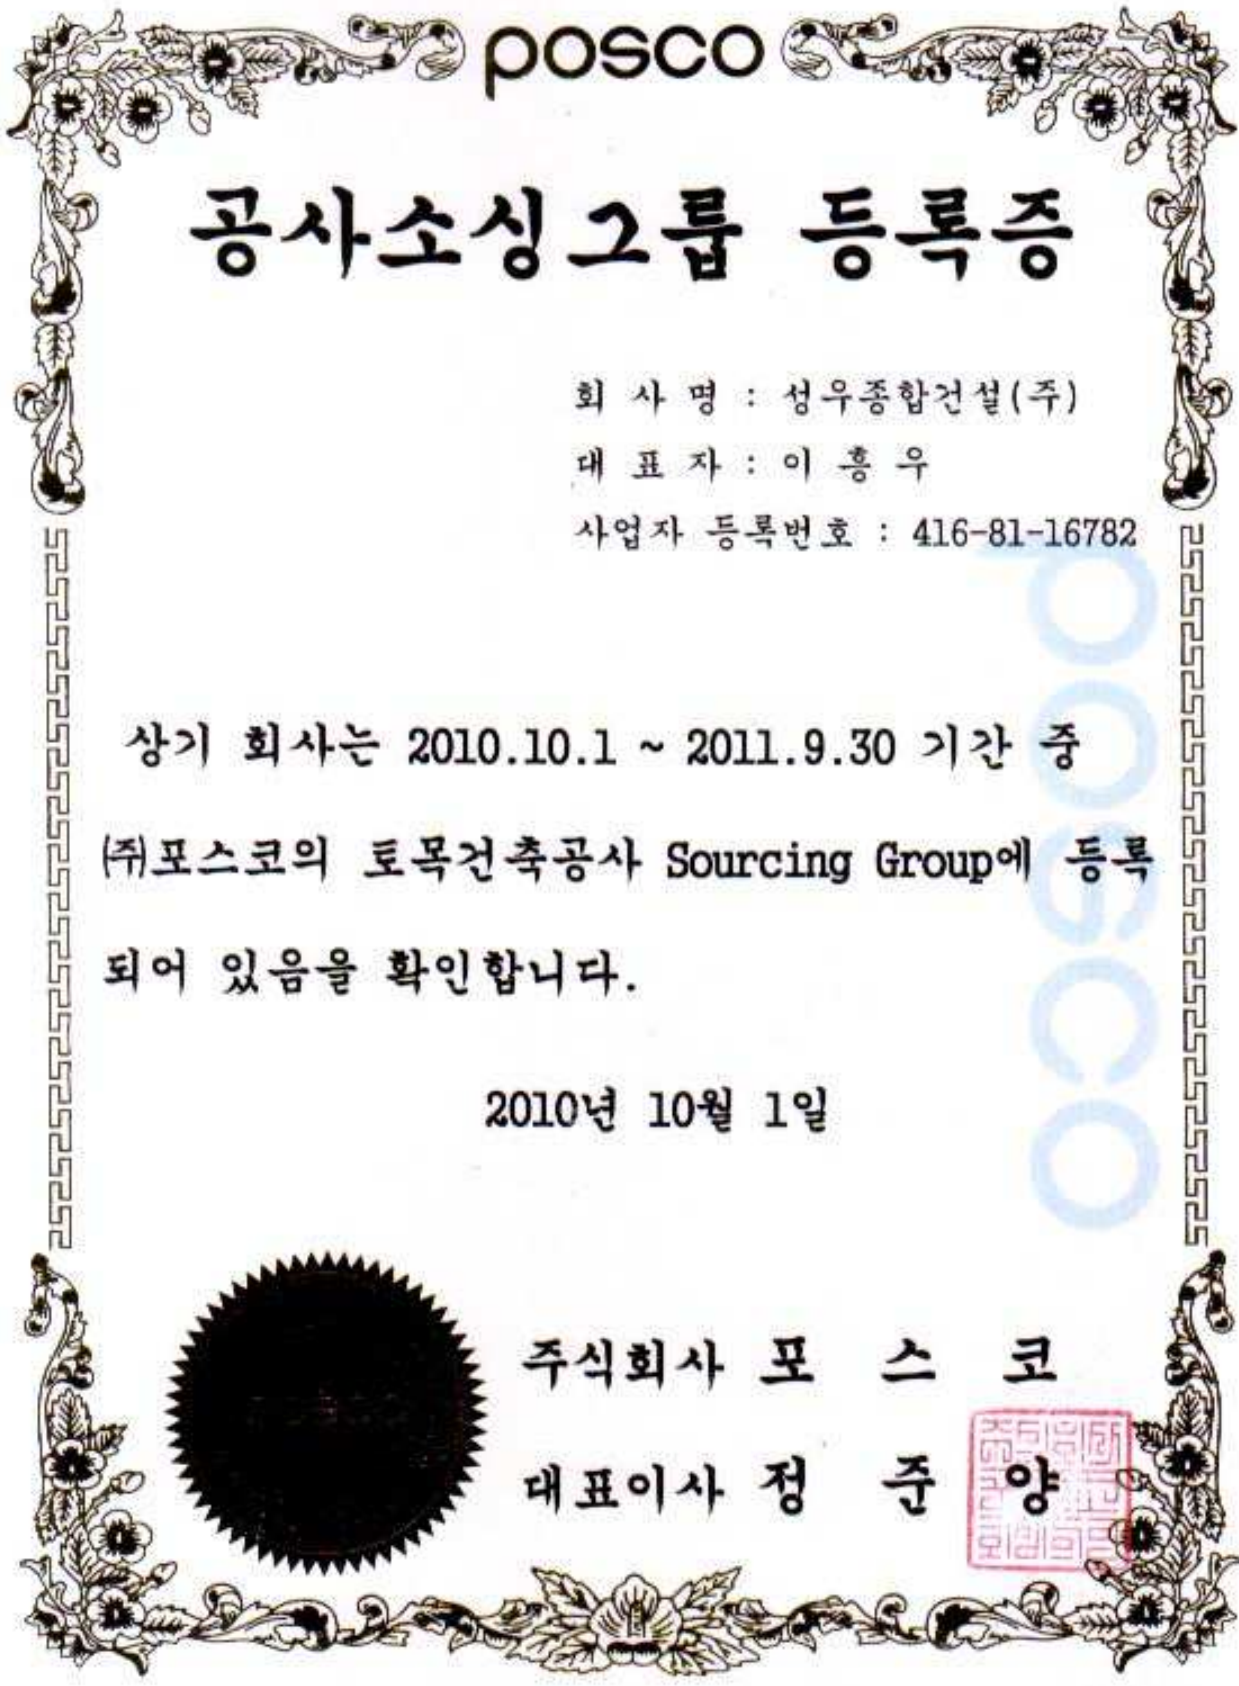 posco
공사소싱그룹 등록증
회 사 명 : 성우종합건설(주)
대 표 자 : 이 흥 우
사업자 등록번호 : 416-81-16782
posco
상기 회사는 2010.10.1 ~ 2011.9.30 기간 중
㈜포스코의 토목건축공사 Sourcing Group에 등록
되어 있음을 확인합니다.
2010년 10월 1일
주식회사 포 스 코
대표이사 정 준 양